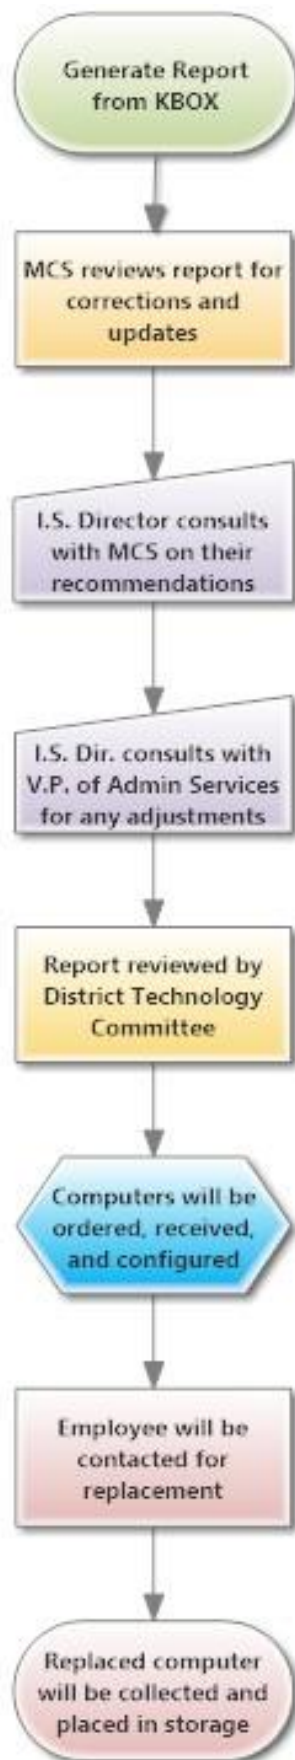 Generate Report
from KBOX
MCS reviews report for
corrections and
updates
I.S. Director consults
with MCS on their
recommendations
I.S. Dir. consults with
V.P. of Admin Services
for any adjustments
Report reviewed by
District Technology
Committee
Computers will be
ordered, received,
and configured
Employee will be
contacted for
replacement
Replaced computer
will be collected and
placed in storage